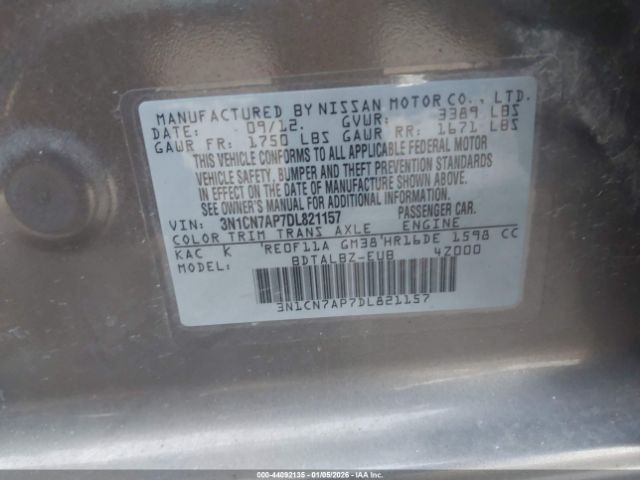 MANUFACTURED BY NISSAN MOTOR CO., LTD.
DATE: 09/12. GVWR: 3389 LBS
GAWR FR: 1750 LBS GAWR RR: 1671 LBS
THIS VEHICLE CONFORMS TO ALL APPLICABLE FEDERAL MOTOR
VEHICLE SAFETY, BUMPER AND THEFT PREVENTION STANDARDS
IN EFFECT ON THE DATE OF MANUFACTURE SHOWN ABOVE.
SEE OWNER'S MANUAL FOR ADDITIONAL INFORMATION.
VIN: 3N1CN7AP7DL821157 PASSENGER CAR.
COLOR TRIM TRANS AXLE ENGINE
KAC K RE0F11A GM38 HR16DE 1598 CC
MODEL: BDTALBZ-EUB 4Z000
3N1CN7AP7DL821157
000-44092135 - 01/05/2026 - COPART, INC.